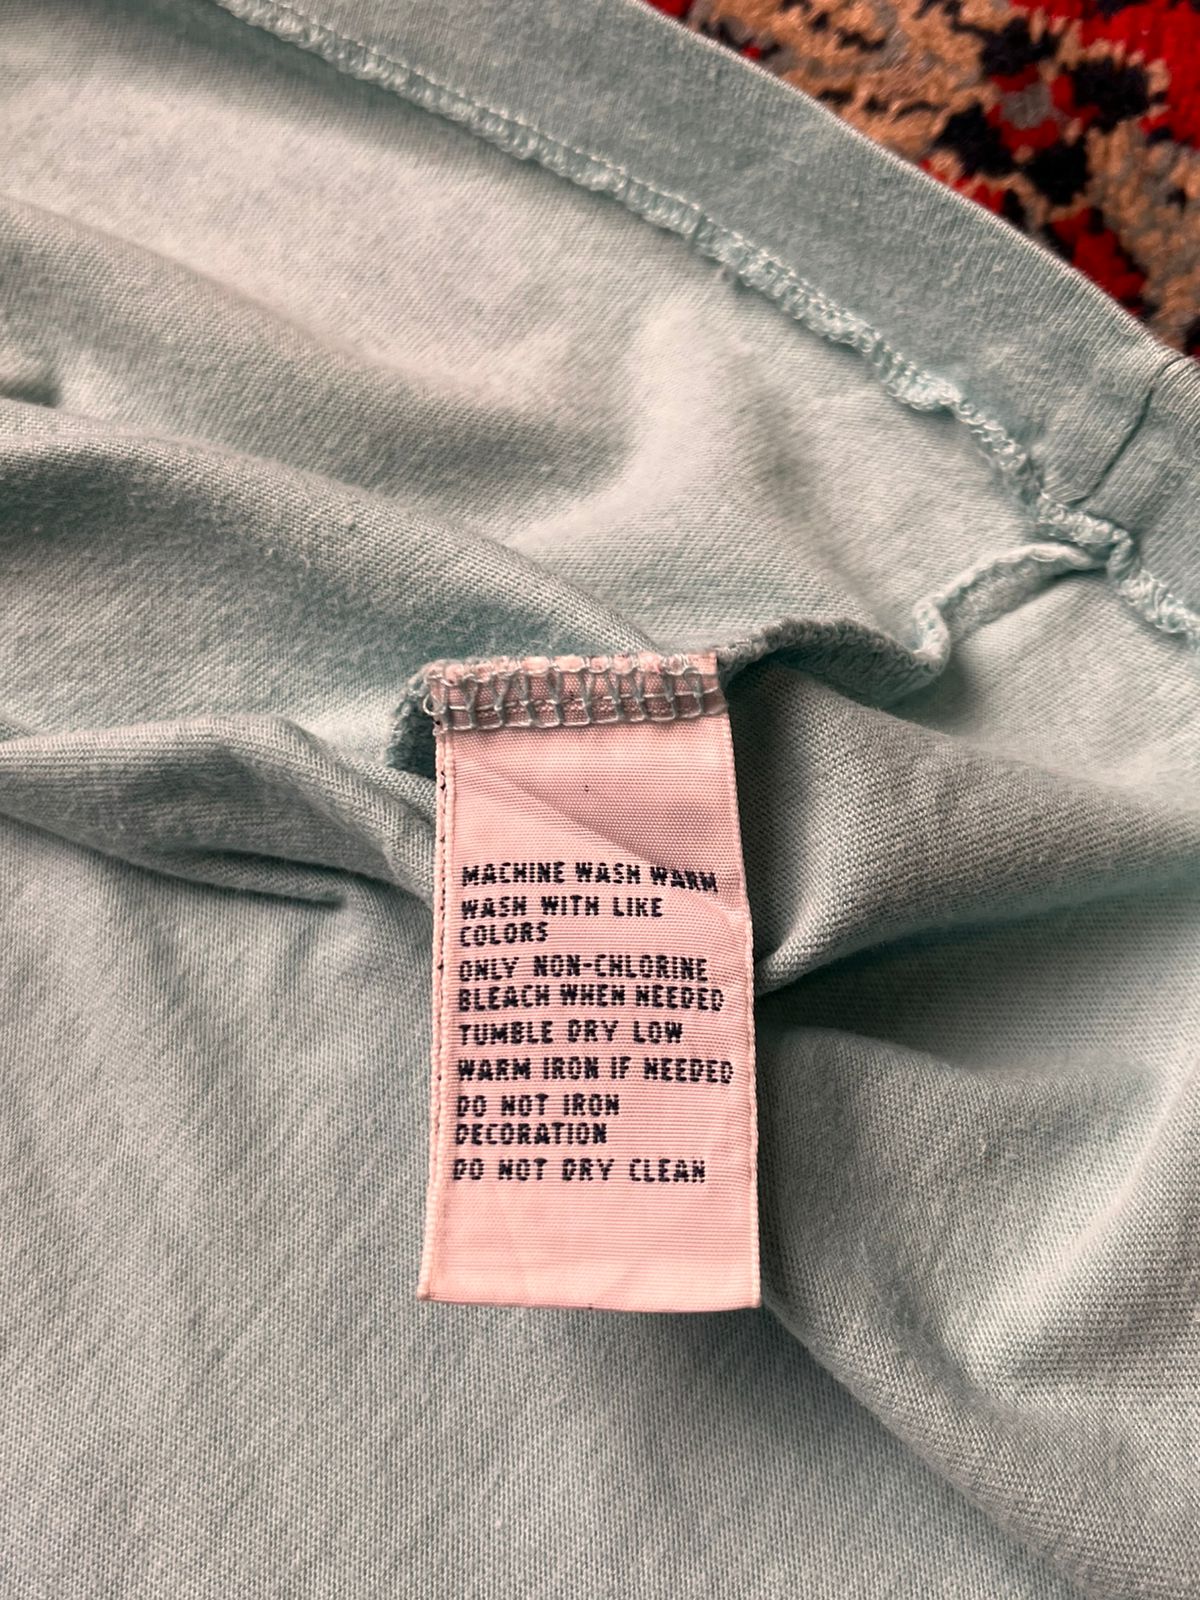 MACHINE WASH WARM
WASH WITH LIKE
COLORS
ONLY NON-CHLORINE
BLEACH WHEN NEEDED
TUMBLE DRY LOW
WARM IRON IF NEEDED
DO NOT IRON
DECORATION
DO NOT DRY CLEAN